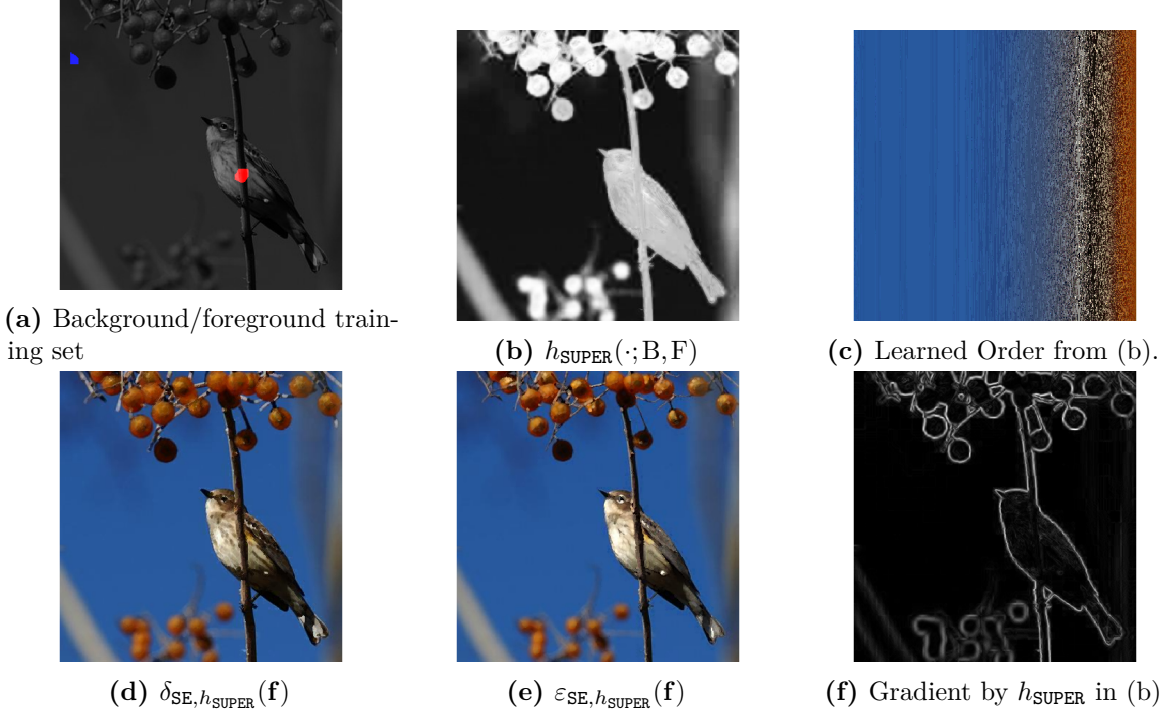 (a) Background/foreground train-
ing set
(b) h_SUPER(·; B, F)
(c) Learned Order from (b).
(d) δ_SE,h_SUPER(f)
(e) ε_SE,h_SUPER(f)
(f) Gradient by h_SUPER in (b)